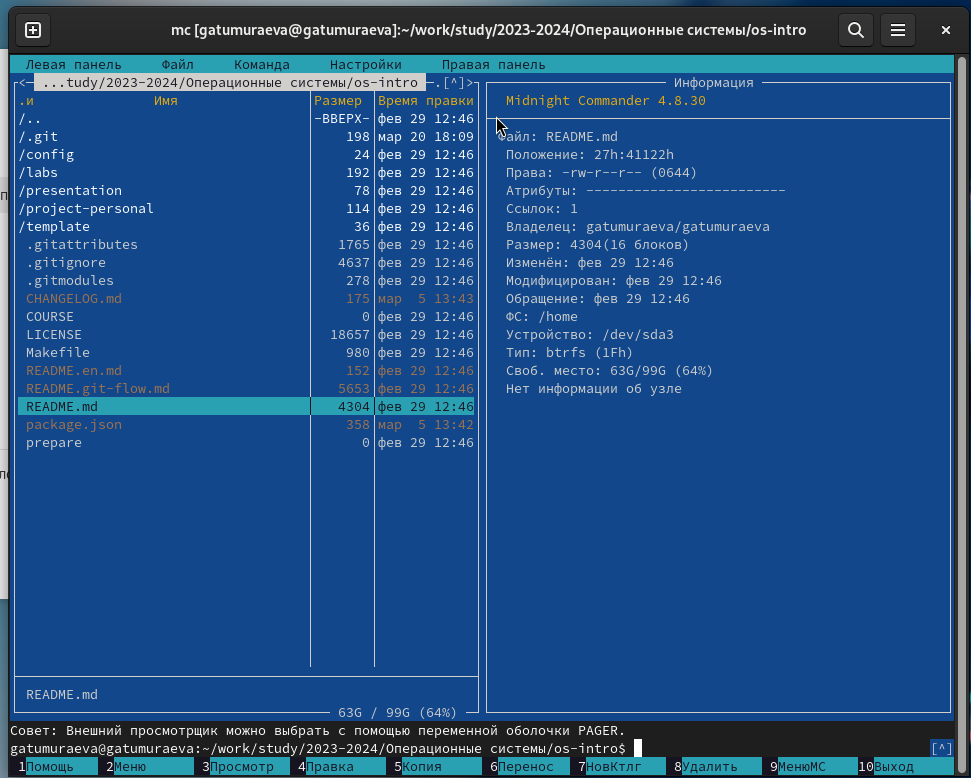 mc [gatumuraeva@gatumuraeva]:~/work/study/2023-2024/Операционные системы/os-intro
Левая панель Файл Команда Настройки Правая панель
<─ ...tudy/2023-2024/Операционные системы/os-intro ─.[^]>
.и Имя Размер Время правки
/.. -ВВЕРХ- фев 29 12:46
/.git 198 мар 20 18:09
/config 24 фев 29 12:46
/labs 192 фев 29 12:46
/presentation 78 фев 29 12:46
/project-personal 114 фев 29 12:46
/template 36 фев 29 12:46
.gitattributes 1765 фев 29 12:46
.gitignore 4637 фев 29 12:46
.gitmodules 278 фев 29 12:46
CHANGELOG.md 175 мар 5 13:43
COURSE 0 фев 29 12:46
LICENSE 18657 фев 29 12:46
Makefile 980 фев 29 12:46
README.en.md 152 фев 29 12:46
README.git-flow.md 5653 фев 29 12:46
README.md 4304 фев 29 12:46
package.json 358 мар 5 13:42
prepare 0 фев 29 12:46
README.md
63G / 99G (64%)
Информация
Midnight Commander 4.8.30
Файл: README.md
Положение: 27h:41122h
Права: -rw-r--r-- (0644)
Атрибуты: -------------------------
Ссылок: 1
Владелец: gatumuraeva/gatumuraeva
Размер: 4304(16 блоков)
Изменён: фев 29 12:46
Модифицирован: фев 29 12:46
Обращение: фев 29 12:46
ФС: /home
Устройство: /dev/sda3
Тип: btrfs (1Fh)
Своб. место: 63G/99G (64%)
Нет информации об узле
Совет: Внешний просмотрщик можно выбрать с помощью переменной оболочки PAGER.
gatumuraeva@gatumuraeva:~/work/study/2023-2024/Операционные системы/os-intro$ [^]
1Помощь 2Меню 3Просмотр 4Правка 5Копия 6Перенос 7НовКтлг 8Удалить 9МенюМС 10Выход